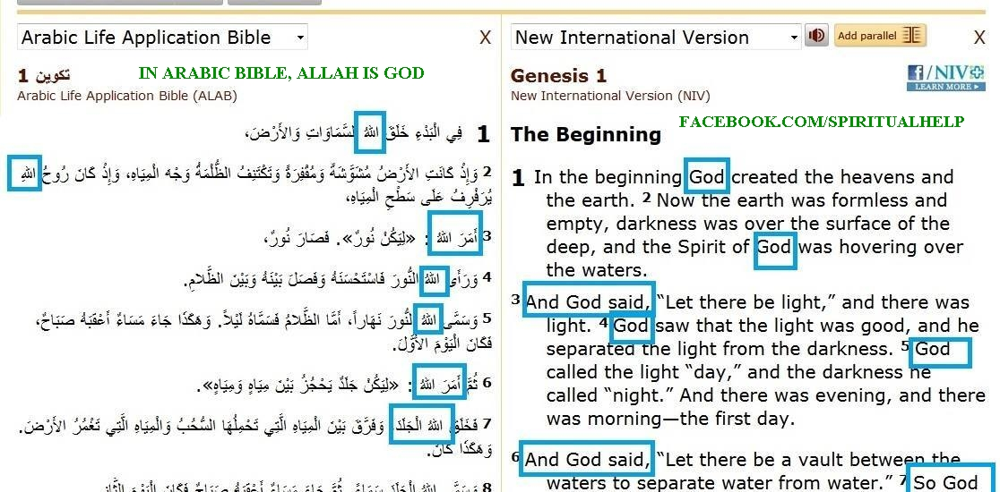 Arabic Life Application Bible
X
تكوين 1
IN ARABIC BIBLE, ALLAH IS GOD
Arabic Life Application Bible (ALAB)
1 فِي الْبَدْءِ خَلَقَ اللهُ السَّمَاوَاتِ وَالأَرْضَ،
2 وَإِذْ كَانَتِ الأَرْضُ مُشَوَّشَةً وَمُقْفِرَةً وَتَكْتَنِفُ الظُّلْمَةُ وَجْهَ الْمِيَاهِ، وَإِذْ كَانَ رُوحُ اللهِ
يُرَفْرِفُ عَلَى سَطْحِ الْمِيَاهِ،
3 أَمَرَ اللهُ: «لِيَكُنْ نُورٌ». فَصَارَ نُورٌ،
4 وَرَأَى اللهُ النُّورَ فَاسْتَحْسَنَهُ وَفَصَلَ بَيْنَهُ وَبَيْنَ الظَّلامِ.
5 وَسَمَّى اللهُ النُّورَ نَهَاراً، أَمَّا الظَّلامُ فَسَمَّاهُ لَيْلاً. وَهَكَذَا جَاءَ مَسَاءٌ أَعْقَبَهُ صَبَاحٌ،
فَكَانَ الْيَوْمَ الأَوَّلَ.
6 ثُمَّ أَمَرَ اللهُ: «لِيَكُنْ جَلَدٌ يَحْجُزُ بَيْنَ مِيَاهٍ وَمِيَاهٍ».
7 فَخَلَقَ اللهُ الْجَلَدَ، وَفَرَّقَ بَيْنَ الْمِيَاهِ الَّتِي تَحْمِلُهَا السُّحُبُ وَالْمِيَاهِ الَّتِي تَغْمُرُ الأَرْضَ.
وَهَكَذَا كَانَ.
8
New International Version
Add parallel
X
Genesis 1
f/NIV
LEARN MORE
New International Version (NIV)
FACEBOOK.COM/SPIRITUALHELP
The Beginning
1 In the beginning God created the heavens and
the earth. 2 Now the earth was formless and
empty, darkness was over the surface of the
deep, and the Spirit of God was hovering over
the waters.
3 And God said, “Let there be light,” and there was
light. 4 God saw that the light was good, and he
separated the light from the darkness. 5 God
called the light “day,” and the darkness he
called “night.” And there was evening, and there
was morning—the first day.
6 And God said, “Let there be a vault between the
waters to separate water from water.” 7 So God